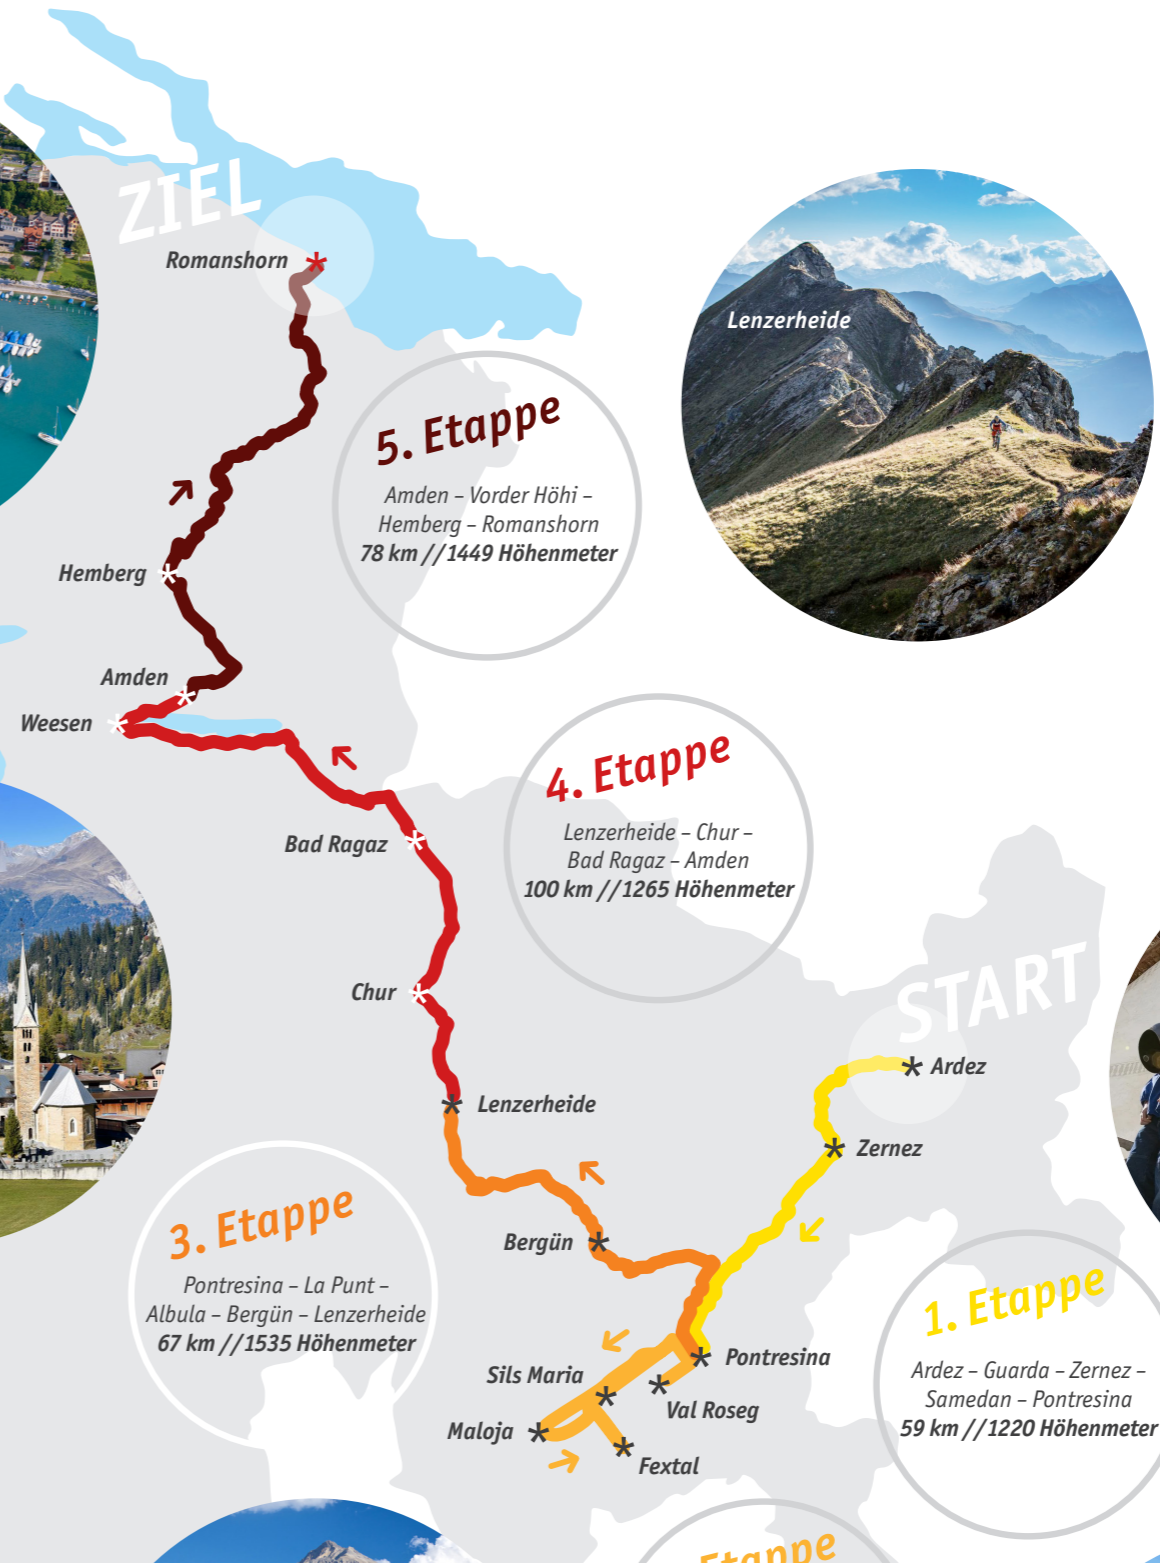 ZIEL
Romanshorn
Lenzerheide
5. Etappe
Amden – Vorder Höhi –
Hemberg – Romanshorn
78 km // 1449 Höhenmeter
Hemberg
Amden
Weesen
4. Etappe
Lenzerheide – Chur –
Bad Ragaz – Amden
100 km // 1265 Höhenmeter
Bad Ragaz
Chur
START
Ardez
Lenzerheide
Zernez
3. Etappe
Pontresina – La Punt –
Albula – Bergün – Lenzerheide
67 km // 1535 Höhenmeter
Bergün
1. Etappe
Ardez – Guarda – Zernez –
Samedan – Pontresina
59 km // 1220 Höhenmeter
Pontresina
Sils Maria
Val Roseg
Maloja
Fextal
Etappe